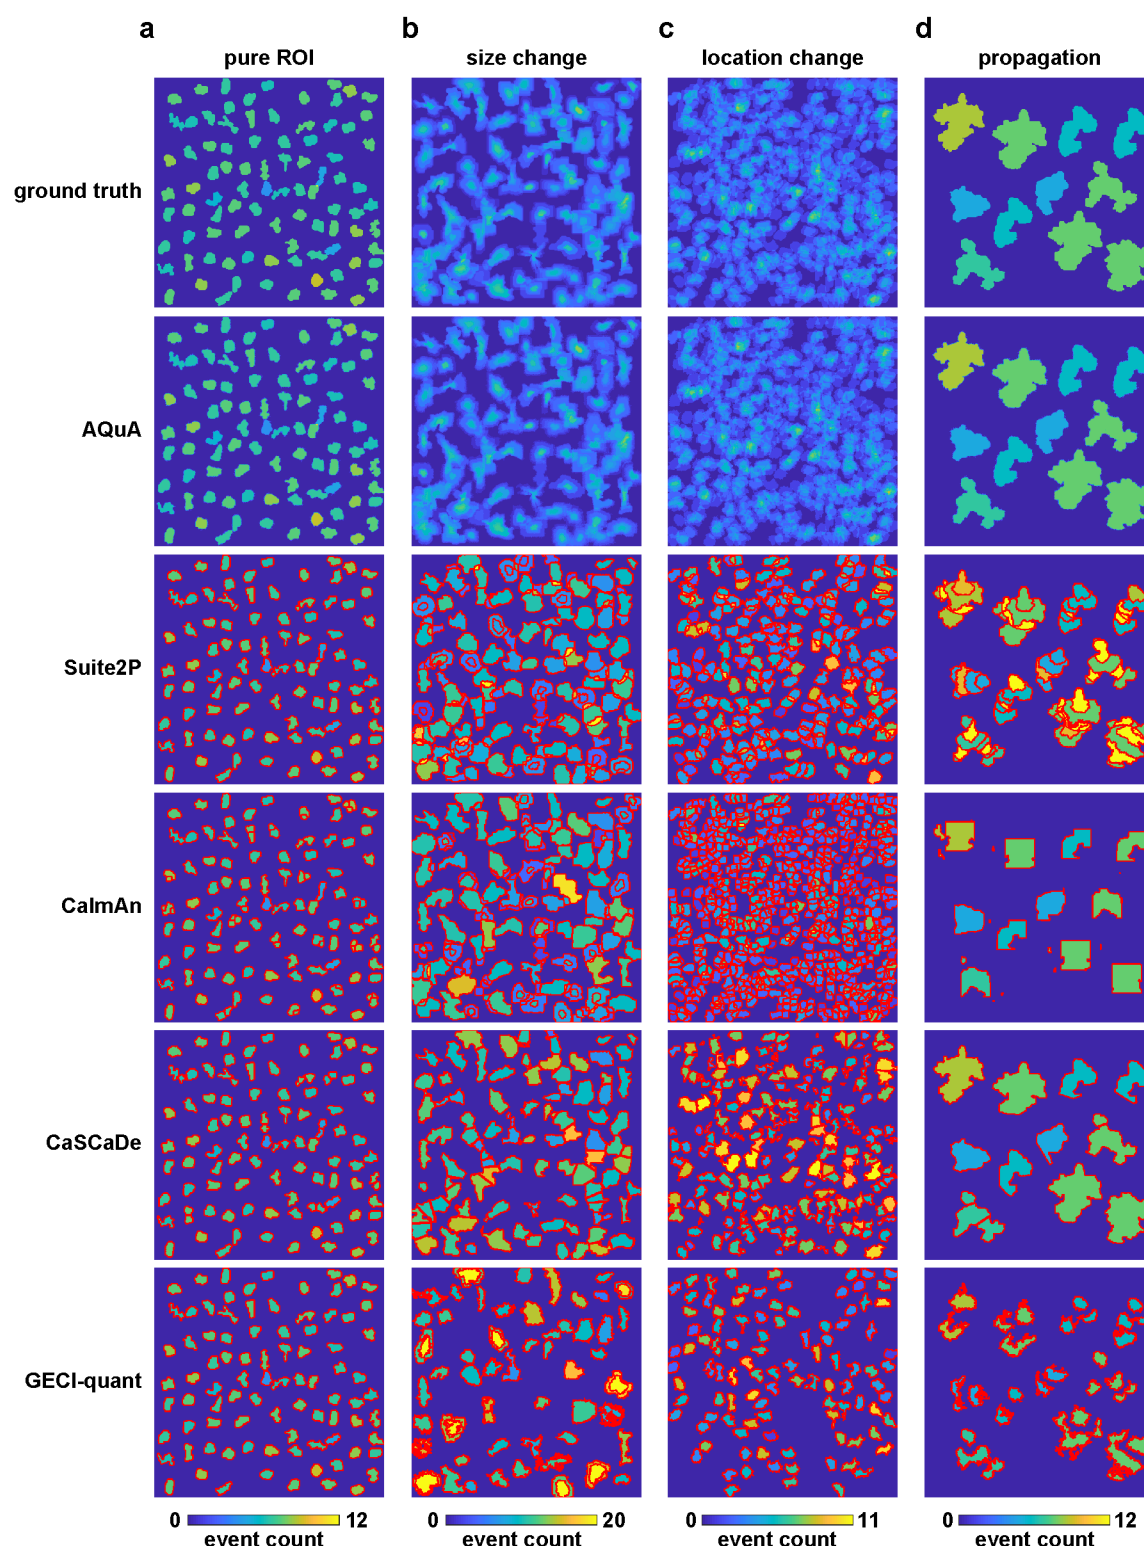 a b c d
pure ROI size change location change propagation
ground truth
AQuA
Suite2P
CaImAn
CaSCaDe
GECI-quant
0 12 0 20 0 11 0 12
event count event count event count event count